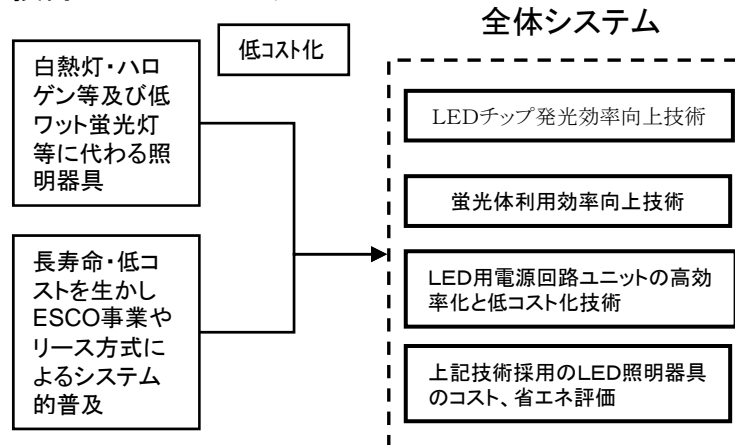 全体システム
低コスト化
白熱灯・ハロ
ゲン等及び低
ワット蛍光灯
等に代わる照
明器具
長寿命・低コ
ストを生かし
ESCO事業や
リース方式に
よるシステム
的普及
LEDチップ発光効率向上技術
蛍光体利用効率向上技術
LED用電源回路ユニットの高効
率化と低コスト化技術
上記技術採用のLED照明器具
のコスト、省エネ評価